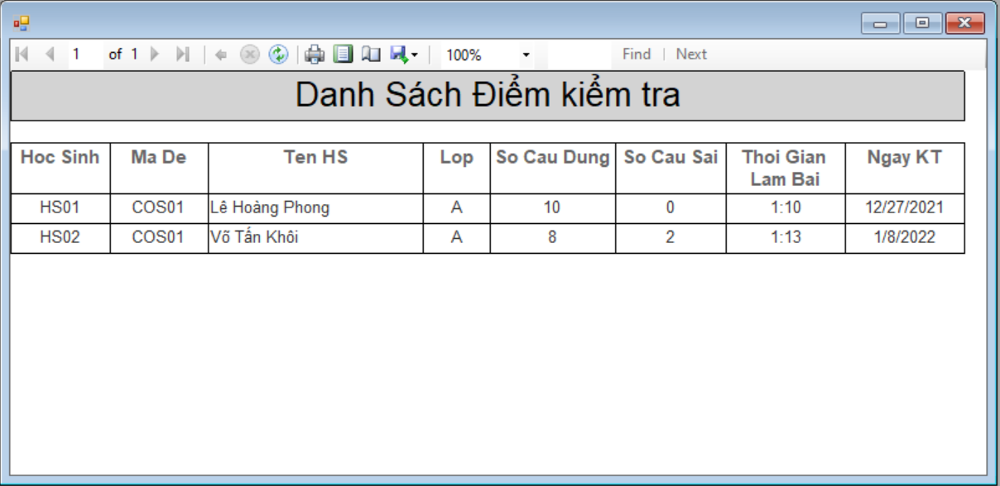 1 of 1 100% Find Next
Danh Sách Điểm kiểm tra
Hoc Sinh Ma De Ten HS Lop So Cau Dung So Cau Sai Thoi Gian Lam Bai Ngay KT
HS01 COS01 Lê Hoàng Phong A 10 0 1:10 12/27/2021
HS02 COS01 Võ Tấn Khôi A 8 2 1:13 1/8/2022